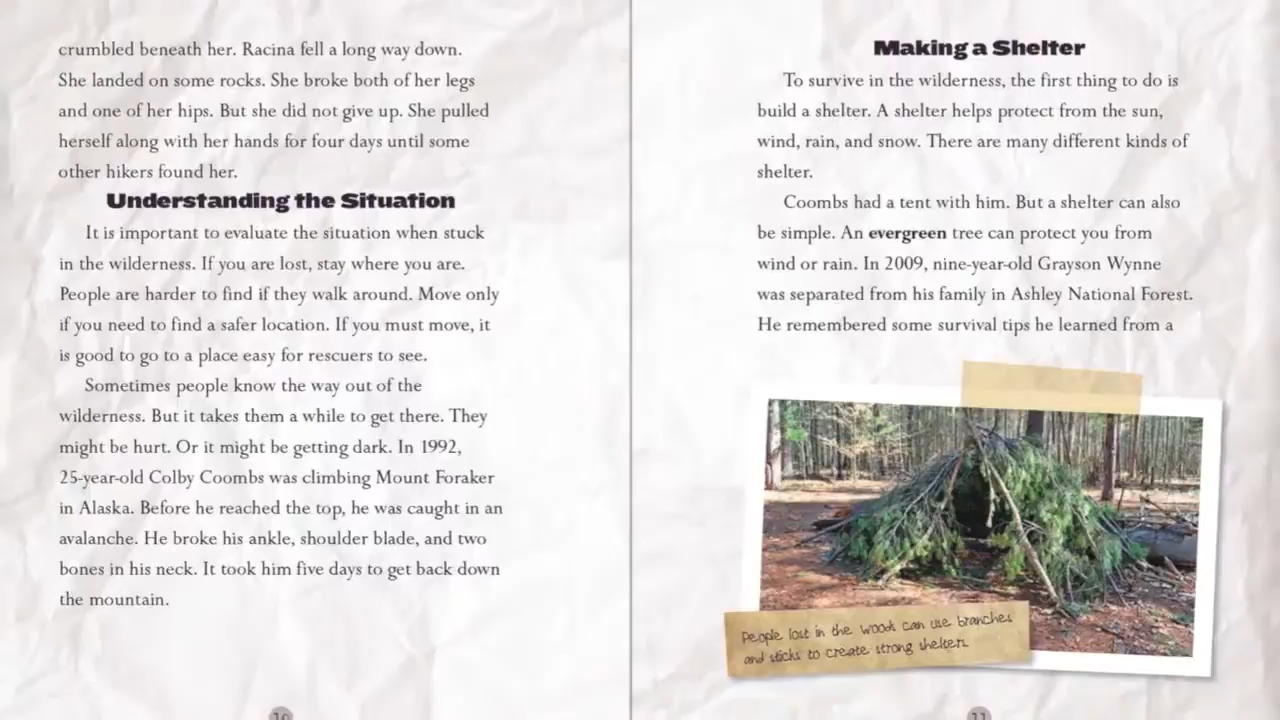 crumbled beneath her. Racina fell a long way down.
She landed on some rocks. She broke both of her legs
and one of her hips. But she did not give up. She pulled
herself along with her hands for four days until some
other hikers found her.
Understanding the Situation
It is important to evaluate the situation when stuck
in the wilderness. If you are lost, stay where you are.
People are harder to find if they walk around. Move only
if you need to find a safer location. If you must move, it
is good to go to a place easy for rescuers to see.
Sometimes people know the way out of the
wilderness. But it takes them a while to get there. They
might be hurt. Or it might be getting dark. In 1992,
25-year-old Colby Coombs was climbing Mount Foraker
in Alaska. Before he reached the top, he was caught in an
avalanche. He broke his ankle, shoulder blade, and two
bones in his neck. It took him five days to get back down
the mountain.
10
Making a Shelter
To survive in the wilderness, the first thing to do is
build a shelter. A shelter helps protect from the sun,
wind, rain, and snow. There are many different kinds of
shelter.
Coombs had a tent with him. But a shelter can also
be simple. An evergreen tree can protect you from
wind or rain. In 2009, nine-year-old Grayson Wynne
was separated from his family in Ashley National Forest.
He remembered some survival tips he learned from a
People lost in the woods can use branches
and sticks to create strong shelters.
11